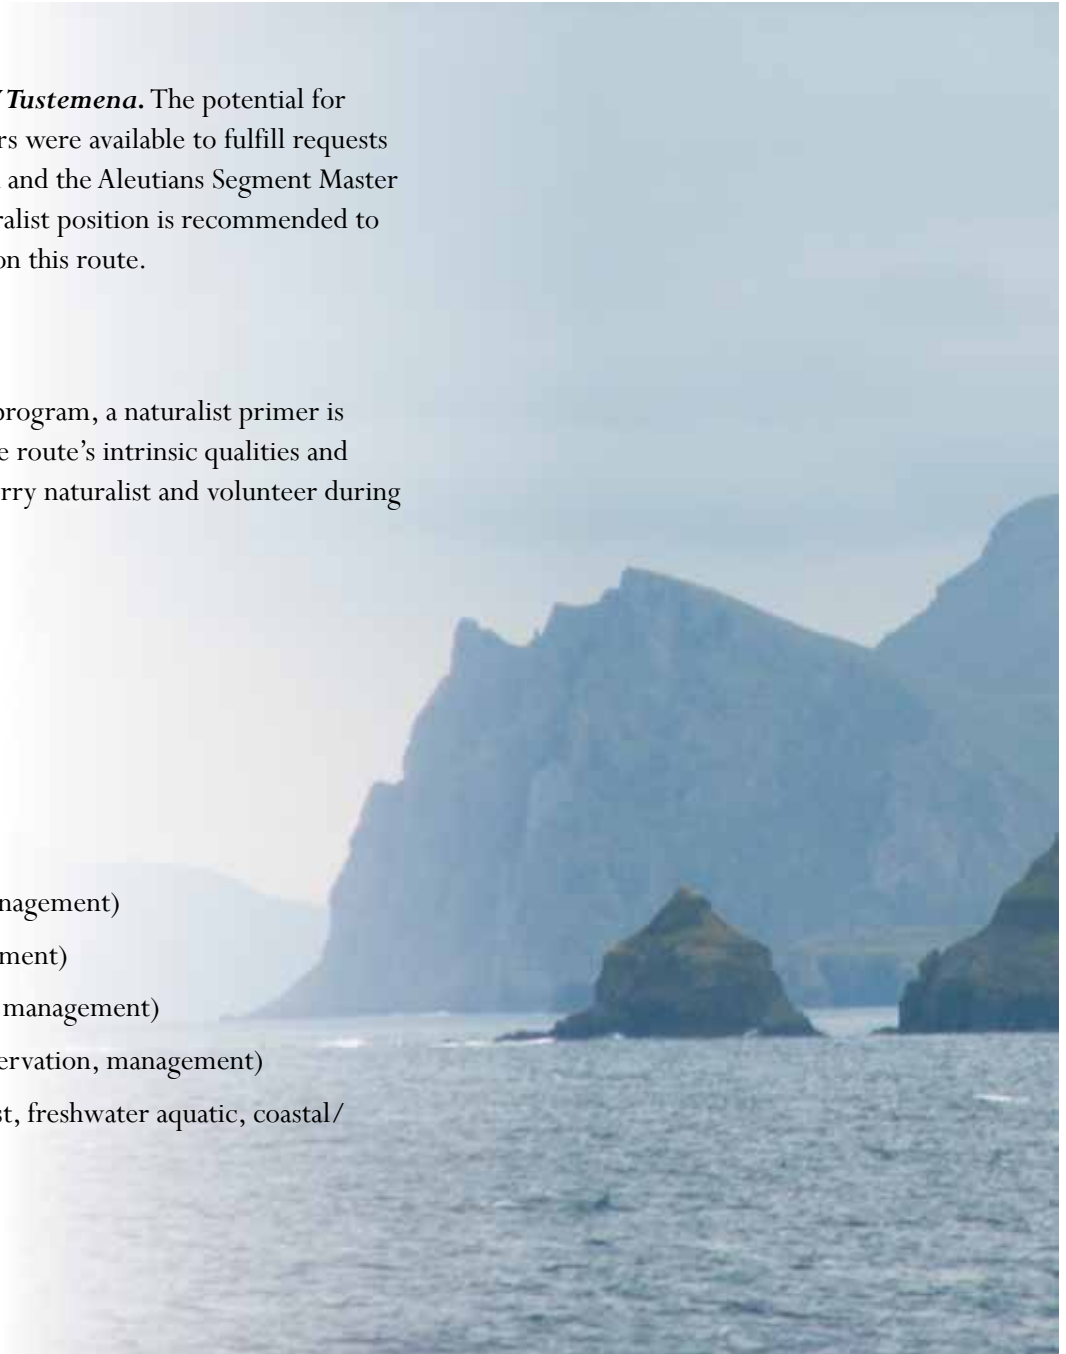 Tustemena. The potential for
rs were available to fulfill requests
and the Aleutians Segment Master
ralist position is recommended to
on this route.
program, a naturalist primer is
e route's intrinsic qualities and
rry naturalist and volunteer during
nagement)
ment)
management)
ervation, management)
st, freshwater aquatic, coastal/